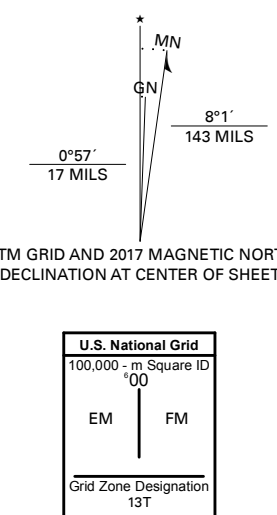 MN
GN
8°1´
143 MILS
0°57´
17 MILS
TM GRID AND 2017 MAGNETIC NORT
DECLINATION AT CENTER OF SHEET
U.S. National Grid
100,000 - m Square ID
⁶00
EM FM
Grid Zone Designation
13T